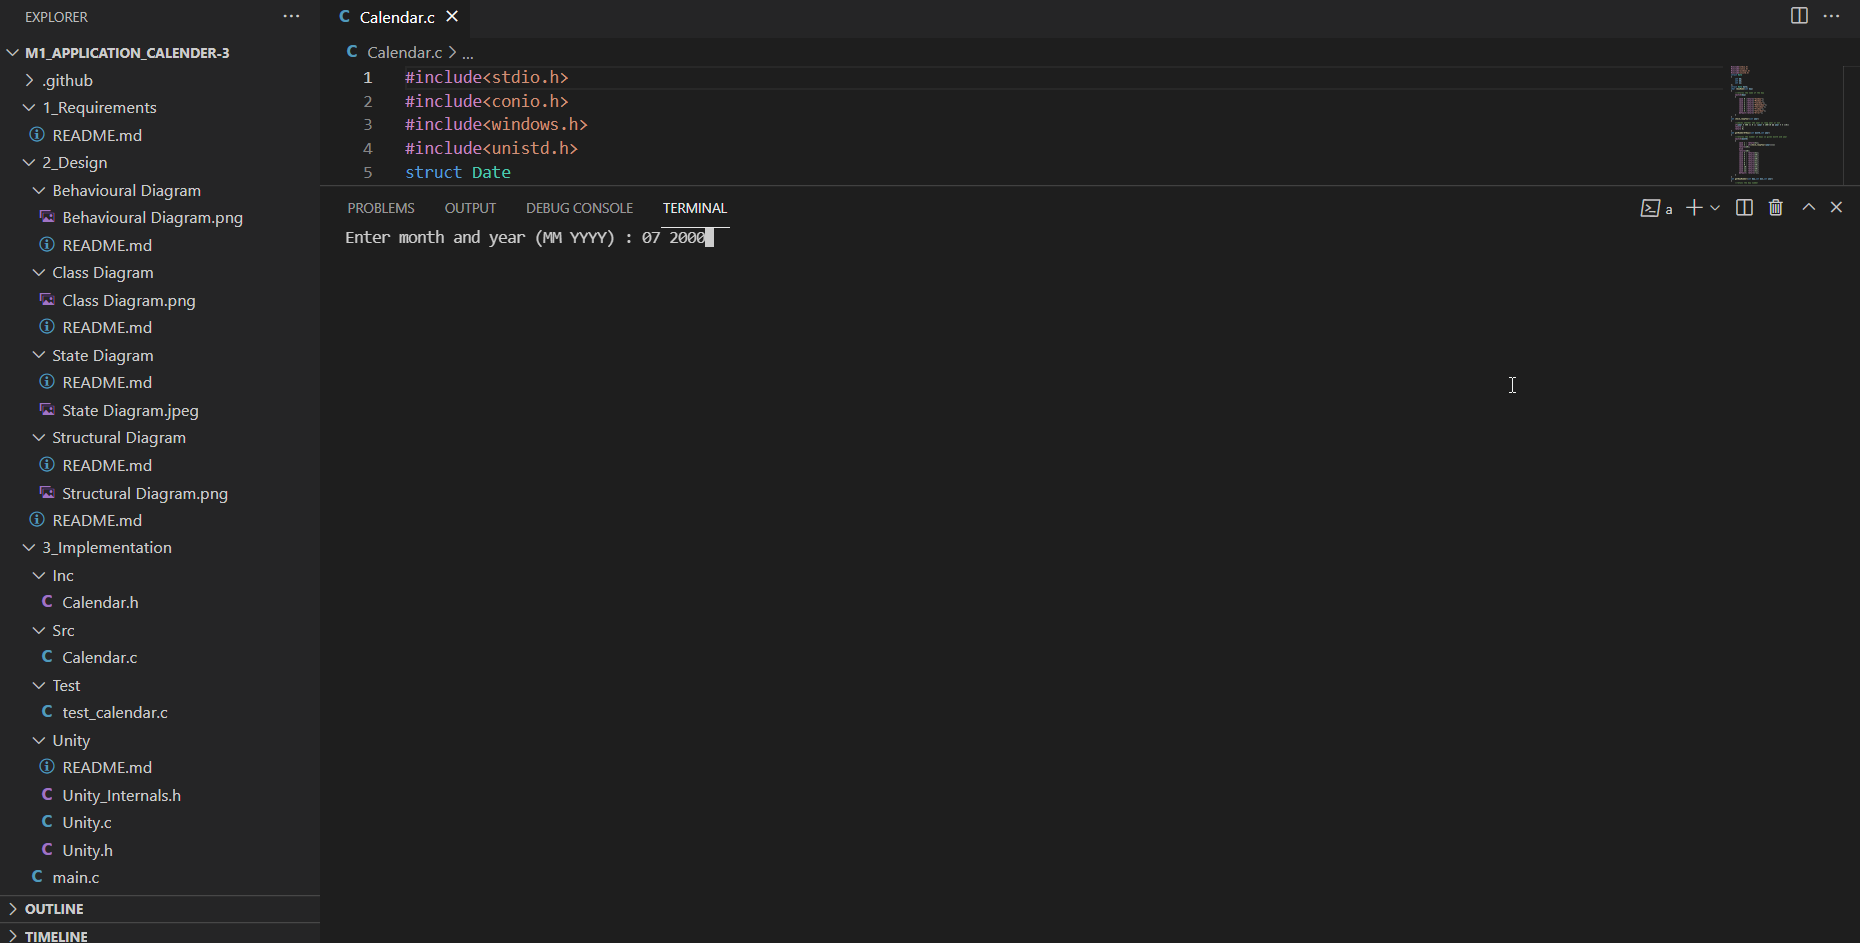 EXPLORER
M1_APPLICATION_CALENDER-3
.github
1_Requirements
README.md
2_Design
Behavioural Diagram
Behavioural Diagram.png
README.md
Class Diagram
Class Diagram.png
README.md
State Diagram
README.md
State Diagram.jpeg
Structural Diagram
README.md
Structural Diagram.png
README.md
3_Implementation
Inc
C Calendar.h
Src
C Calendar.c
Test
C test_calendar.c
Unity
README.md
C Unity_Internals.h
C Unity.c
C Unity.h
C main.c
OUTLINE
TIMELINE
C Calendar.c
C Calendar.c > ...
1 #include<stdio.h>
2 #include<conio.h>
3 #include<windows.h>
4 #include<unistd.h>
5 struct Date
PROBLEMS OUTPUT DEBUG CONSOLE TERMINAL
a
Enter month and year (MM YYYY) : 07 2000